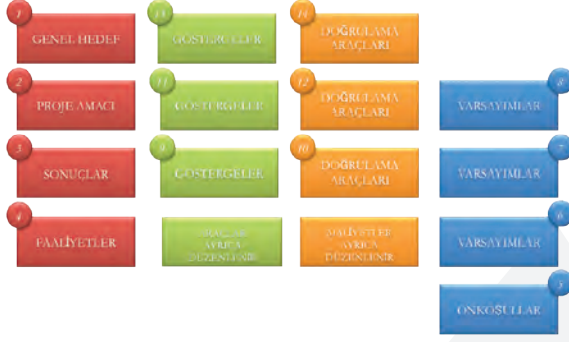 1
GENEL HEDEF
13
GÖSTERGELER
14
DOĞRULAMA
ARAÇLARI
2
PROJE AMACI
11
GÖSTERGELER
12
DOĞRULAMA
ARAÇLARI
8
VARSAYIMLAR
3
SONUÇLAR
9
GÖSTERGELER
10
DOĞRULAMA
ARAÇLARI
7
VARSAYIMLAR
4
FAALİYETLER
ARAÇLAR
AYRICA
DÜZENLENİR
MALİYETLER
AYRICA
DÜZENLENİR
6
VARSAYIMLAR
5
ÖNKOŞULLAR